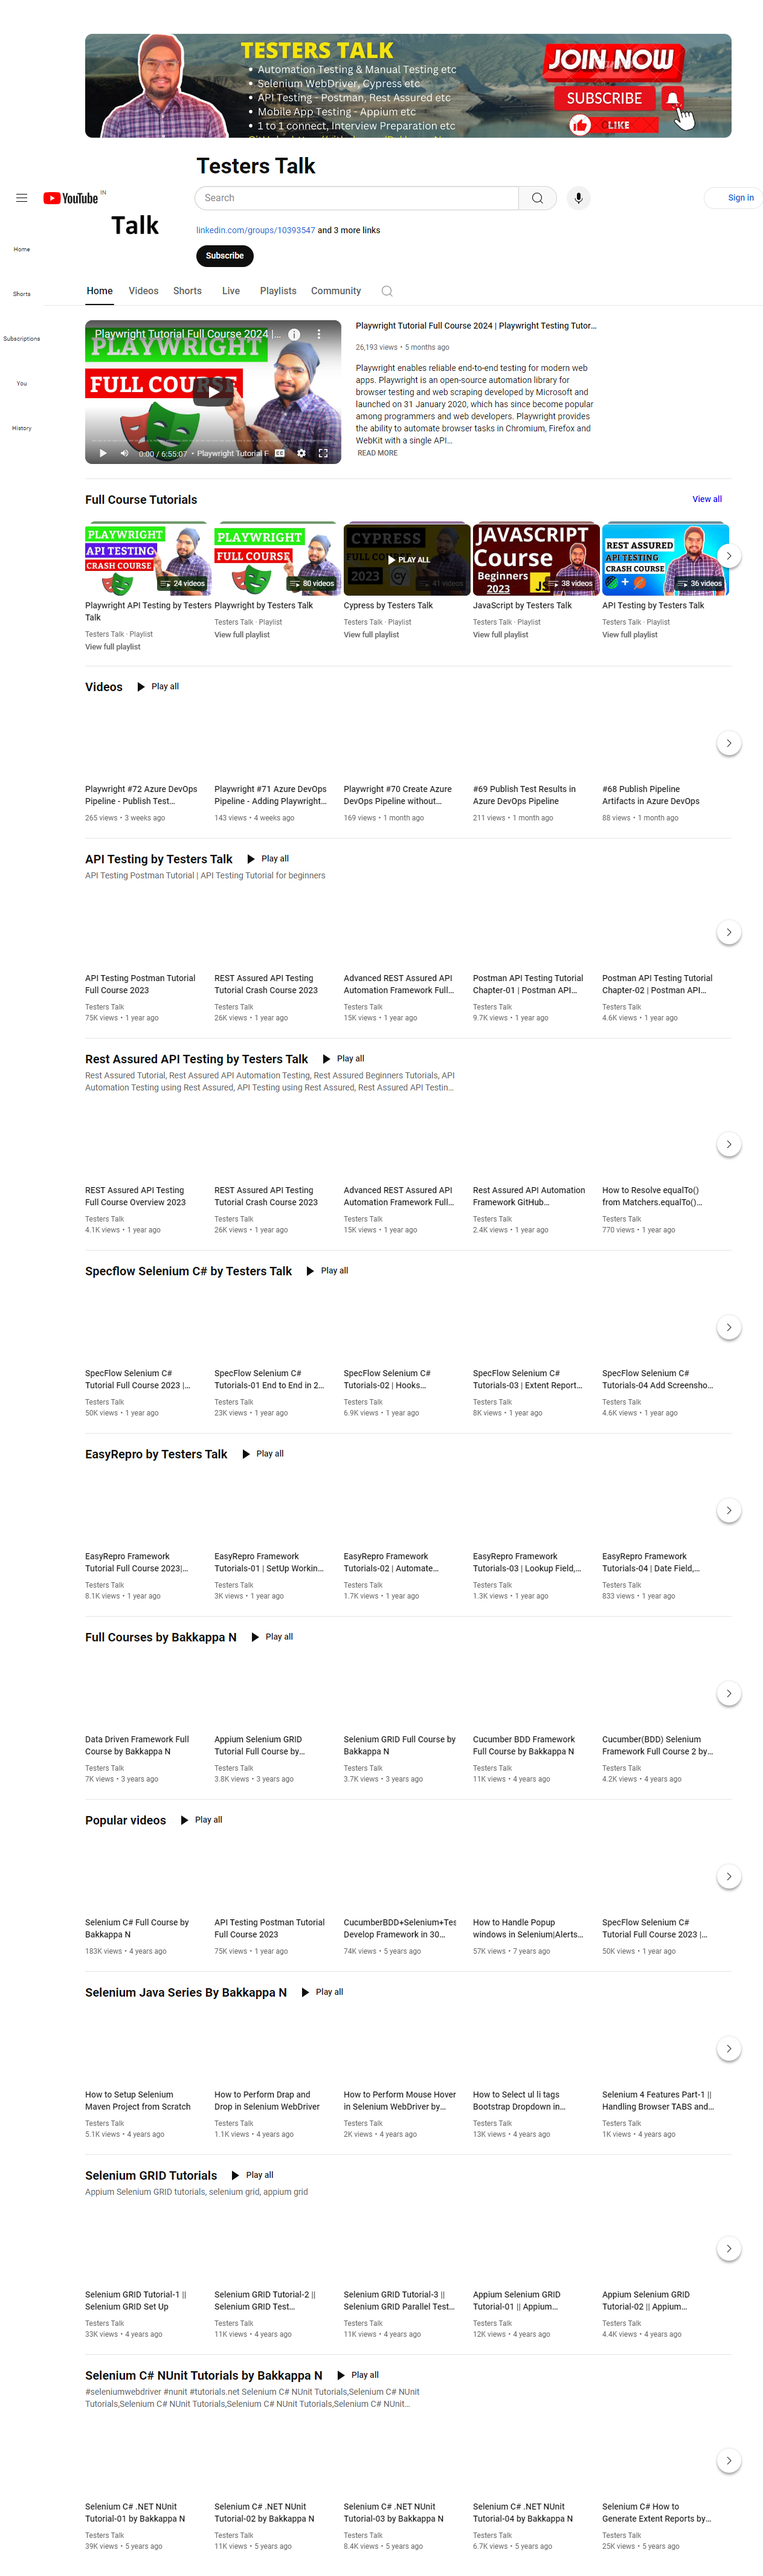 TESTERS TALK
• Automation Testing & Manual Testing etc
• Selenium WebDriver, Cypress etc
• API Testing - Postman, Rest Assured etc
• Mobile App Testing - Appium etc
• 1 to 1 connect, Interview Preparation etc
JOIN NOW
SUBSCRIBE
LIKE
Testers Talk
YouTube IN
Search
Sign in
Talk
linkedin.com/groups/10393547 and 3 more links
Subscribe
Home
Shorts
Subscriptions
You
History
Home Videos Shorts Live Playlists Community
Playwright Tutorial Full Course 2024 |...
PLAYWRIGHT
FULL COURSE
0:00 / 6:55:07 • Playwright Tutorial F
Playwright Tutorial Full Course 2024 | Playwright Testing Tutor...
26,193 views • 5 months ago
Playwright enables reliable end-to-end testing for modern web
apps. Playwright is an open-source automation library for
browser testing and web scraping developed by Microsoft and
launched on 31 January 2020, which has since become popular
among programmers and web developers. Playwright provides
the ability to automate browser tasks in Chromium, Firefox and
WebKit with a single API...
READ MORE
Full Course Tutorials
View all
PLAYWRIGHT
API TESTING
CRASH COURSE
24 videos
PLAYWRIGHT
FULL COURSE
80 videos
CYPRESS
FULL COURSE
2023
PLAY ALL
41 videos
JAVASCRIPT
Course
Beginners
2023
JS
38 videos
REST ASSURED
API TESTING
CRASH COURSE
36 videos
Playwright API Testing by Testers
Talk
Testers Talk · Playlist
View full playlist
Playwright by Testers Talk
Testers Talk · Playlist
View full playlist
Cypress by Testers Talk
Testers Talk · Playlist
View full playlist
JavaScript by Testers Talk
Testers Talk · Playlist
View full playlist
API Testing by Testers Talk
Testers Talk · Playlist
View full playlist
Videos Play all
Playwright #72 Azure DevOps
Pipeline - Publish Test...
265 views • 3 weeks ago
Playwright #71 Azure DevOps
Pipeline - Adding Playwright...
143 views • 4 weeks ago
Playwright #70 Create Azure
DevOps Pipeline without...
169 views • 1 month ago
#69 Publish Test Results in
Azure DevOps Pipeline
211 views • 1 month ago
#68 Publish Pipeline
Artifacts in Azure DevOps
88 views • 1 month ago
API Testing by Testers Talk Play all
API Testing Postman Tutorial | API Testing Tutorial for beginners
API Testing Postman Tutorial
Full Course 2023
Testers Talk
75K views • 1 year ago
REST Assured API Testing
Tutorial Crash Course 2023
Testers Talk
26K views • 1 year ago
Advanced REST Assured API
Automation Framework Full...
Testers Talk
15K views • 1 year ago
Postman API Testing Tutorial
Chapter-01 | Postman API...
Testers Talk
9.7K views • 1 year ago
Postman API Testing Tutorial
Chapter-02 | Postman API...
Testers Talk
4.6K views • 1 year ago
Rest Assured API Testing by Testers Talk Play all
Rest Assured Tutorial, Rest Assured API Automation Testing, Rest Assured Beginners Tutorials, API
Automation Testing using Rest Assured, API Testing using Rest Assured, Rest Assured API Testin...
REST Assured API Testing
Full Course Overview 2023
Testers Talk
4.1K views • 1 year ago
REST Assured API Testing
Tutorial Crash Course 2023
Testers Talk
26K views • 1 year ago
Advanced REST Assured API
Automation Framework Full...
Testers Talk
15K views • 1 year ago
Rest Assured API Automation
Framework GitHub...
Testers Talk
2.4K views • 1 year ago
How to Resolve equalTo()
from Matchers.equalTo()...
Testers Talk
770 views • 1 year ago
Specflow Selenium C# by Testers Talk Play all
SpecFlow Selenium C#
Tutorial Full Course 2023 |...
Testers Talk
50K views • 1 year ago
SpecFlow Selenium C#
Tutorials-01 End to End in 2...
Testers Talk
23K views • 1 year ago
SpecFlow Selenium C#
Tutorials-02 | Hooks...
Testers Talk
6.9K views • 1 year ago
SpecFlow Selenium C#
Tutorials-03 | Extent Report...
Testers Talk
8K views • 1 year ago
SpecFlow Selenium C#
Tutorials-04 Add Screensho...
Testers Talk
4.6K views • 1 year ago
EasyRepro by Testers Talk Play all
EasyRepro Framework
Tutorial Full Course 2023|...
Testers Talk
8.1K views • 1 year ago
EasyRepro Framework
Tutorials-01 | SetUp Workin...
Testers Talk
3K views • 1 year ago
EasyRepro Framework
Tutorials-02 | Automate...
Testers Talk
1.7K views • 1 year ago
EasyRepro Framework
Tutorials-03 | Lookup Field,...
Testers Talk
1.3K views • 1 year ago
EasyRepro Framework
Tutorials-04 | Date Field,...
Testers Talk
833 views • 1 year ago
Full Courses by Bakkappa N Play all
Data Driven Framework Full
Course by Bakkappa N
Testers Talk
7K views • 3 years ago
Appium Selenium GRID
Tutorial Full Course by...
Testers Talk
3.8K views • 3 years ago
Selenium GRID Full Course by
Bakkappa N
Testers Talk
3.7K views • 3 years ago
Cucumber BDD Framework
Full Course by Bakkappa N
Testers Talk
11K views • 4 years ago
Cucumber(BDD) Selenium
Framework Full Course 2 by...
Testers Talk
4.2K views • 4 years ago
Popular videos Play all
Selenium C# Full Course by
Bakkappa N
183K views • 4 years ago
API Testing Postman Tutorial
Full Course 2023
75K views • 1 year ago
CucumberBDD+Selenium+Tes
Develop Framework in 30...
74K views • 5 years ago
How to Handle Popup
windows in Selenium|Alerts...
57K views • 7 years ago
SpecFlow Selenium C#
Tutorial Full Course 2023 |...
50K views • 1 year ago
Selenium Java Series By Bakkappa N Play all
How to Setup Selenium
Maven Project from Scratch
Testers Talk
5.1K views • 4 years ago
How to Perform Drap and
Drop in Selenium WebDriver
Testers Talk
1.1K views • 4 years ago
How to Perform Mouse Hover
in Selenium WebDriver by...
Testers Talk
2K views • 4 years ago
How to Select ul li tags
Bootstrap Dropdown in...
Testers Talk
13K views • 4 years ago
Selenium 4 Features Part-1 ||
Handling Browser TABS and...
Testers Talk
1K views • 4 years ago
Selenium GRID Tutorials Play all
Appium Selenium GRID tutorials, selenium grid, appium grid
Selenium GRID Tutorial-1 ||
Selenium GRID Set Up
Testers Talk
33K views • 4 years ago
Selenium GRID Tutorial-2 ||
Selenium GRID Test...
Testers Talk
11K views • 4 years ago
Selenium GRID Tutorial-3 ||
Selenium GRID Parallel Test...
Testers Talk
11K views • 4 years ago
Appium Selenium GRID
Tutorial-01 || Appium...
Testers Talk
12K views • 4 years ago
Appium Selenium GRID
Tutorial-02 || Appium...
Testers Talk
4.4K views • 4 years ago
Selenium C# NUnit Tutorials by Bakkappa N Play all
#seleniumwebdriver #nunit #tutorials.net Selenium C# NUnit Tutorials,Selenium C# NUnit
Tutorials,Selenium C# NUnit Tutorials,Selenium C# NUnit Tutorials,Selenium C# NUnit...
Selenium C# .NET NUnit
Tutorial-01 by Bakkappa N
Testers Talk
39K views • 5 years ago
Selenium C# .NET NUnit
Tutorial-02 by Bakkappa N
Testers Talk
11K views • 5 years ago
Selenium C# .NET NUnit
Tutorial-03 by Bakkappa N
Testers Talk
8.4K views • 5 years ago
Selenium C# .NET NUnit
Tutorial-04 by Bakkappa N
Testers Talk
6.7K views • 5 years ago
Selenium C# How to
Generate Extent Reports by...
Testers Talk
25K views • 5 years ago